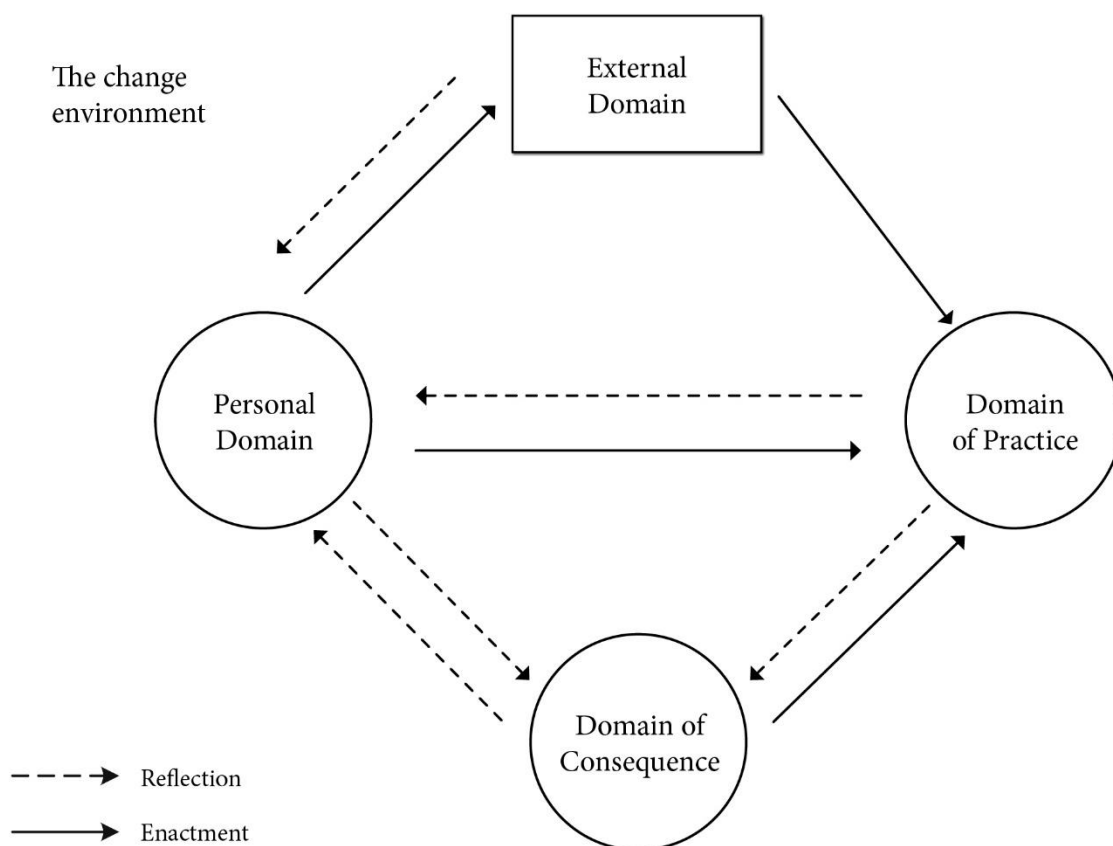 The change
environment
External
Domain
Personal
Domain
Domain
of Practice
Domain of
Consequence
Reflection
Enactment